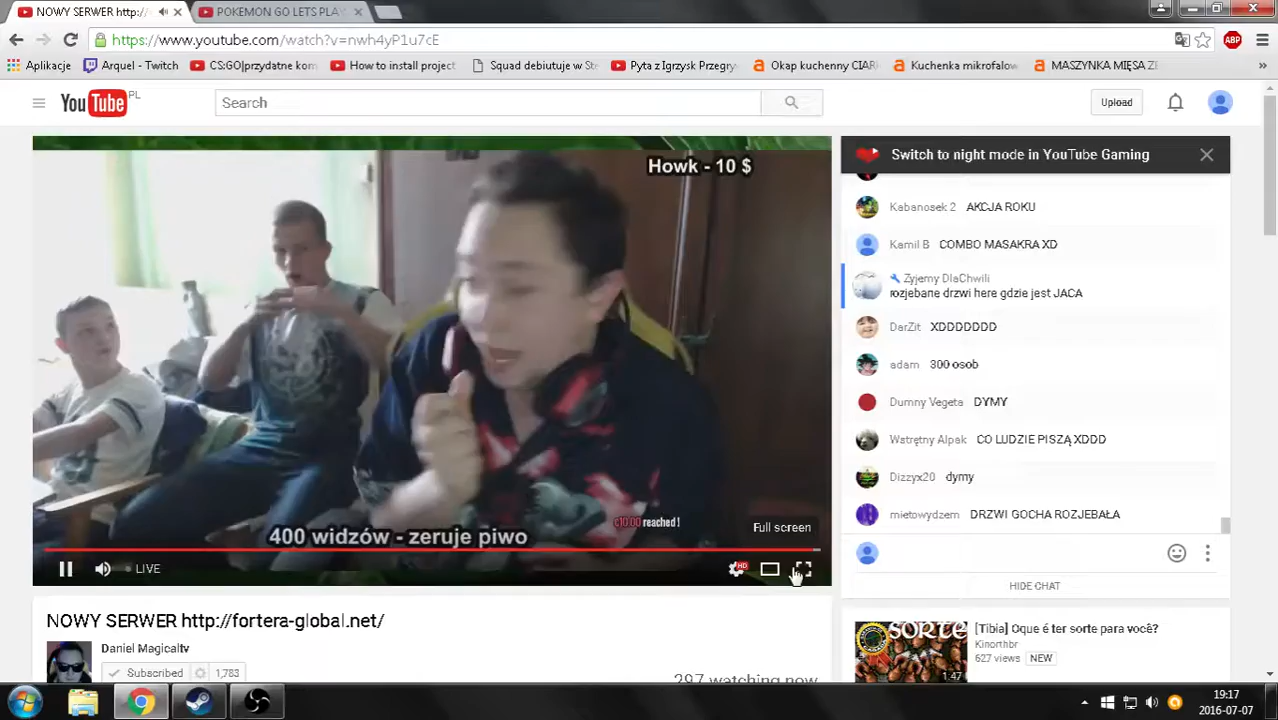 NOWY SERWER http:/
POKEMON GO LETS PLAY
https://www.youtube.com/watch?v=nwh4yP1u7cE
ABP
Aplikacje
Arquel - Twitch
CS:GO|przydatne kom
How to install project
Squad debiutuje w Ste
Pyta z Igrzysk Przegry
Okap kuchenny CIAR
Kuchenka mikrofalow
MASZYNKA MIĘSA ZE
YouTube PL
Search
Upload
Howk - 10 $
400 widzów - zeruje piwo
reached!
Full screen
LIVE
HD
Switch to night mode in YouTube Gaming
Kabanosek 2 AKCJA ROKU
Kamil B COMBO MASAKRA XD
Zyjemy DlaChwili
rozjebane drzwi here gdzie jest JACA
DarZit XDDDDDDD
adam 300 osob
Dumny Vegeta DYMY
Wstrętny Alpak CO LUDZIE PISZĄ XDDD
Dizzyx20 dymy
mietowydzem DRZWI GOCHA ROZJEBAŁA
HIDE CHAT
NOWY SERWER http://fortera-global.net/
Daniel Magicaltv
Subscribed 1,783
297 watching now
SORTE
1:47
[Tibia] Oque é ter sorte para você?
Kinorthbr
627 views NEW
19:17
2016-07-07